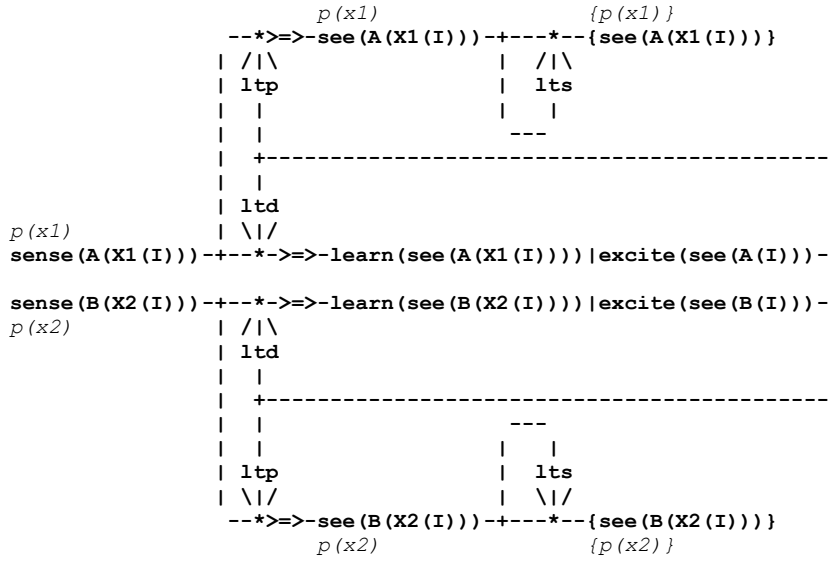 p(x1) {p(x1)}
--*>=>-see(A(X1(I)))-+---*--{see(A(X1(I)))}
| /|\ | /|\
| ltp | lts
| | | |
| | ---
| +--------------------------------------------
| |
| ltd
p(x1) | \|/
sense(A(X1(I)))-+--*->=>-learn(see(A(X1(I))))|excite(see(A(I)))-
sense(B(X2(I)))-+--*->=>-learn(see(B(X2(I))))|excite(see(B(I)))-
p(x2) | /|\
| ltd
| |
| +--------------------------------------------
| | ---
| | | |
| ltp | lts
| \|/ | \|/
--*>=>-see(B(X2(I)))-+---*--{see(B(X2(I)))}
p(x2) {p(x2)}